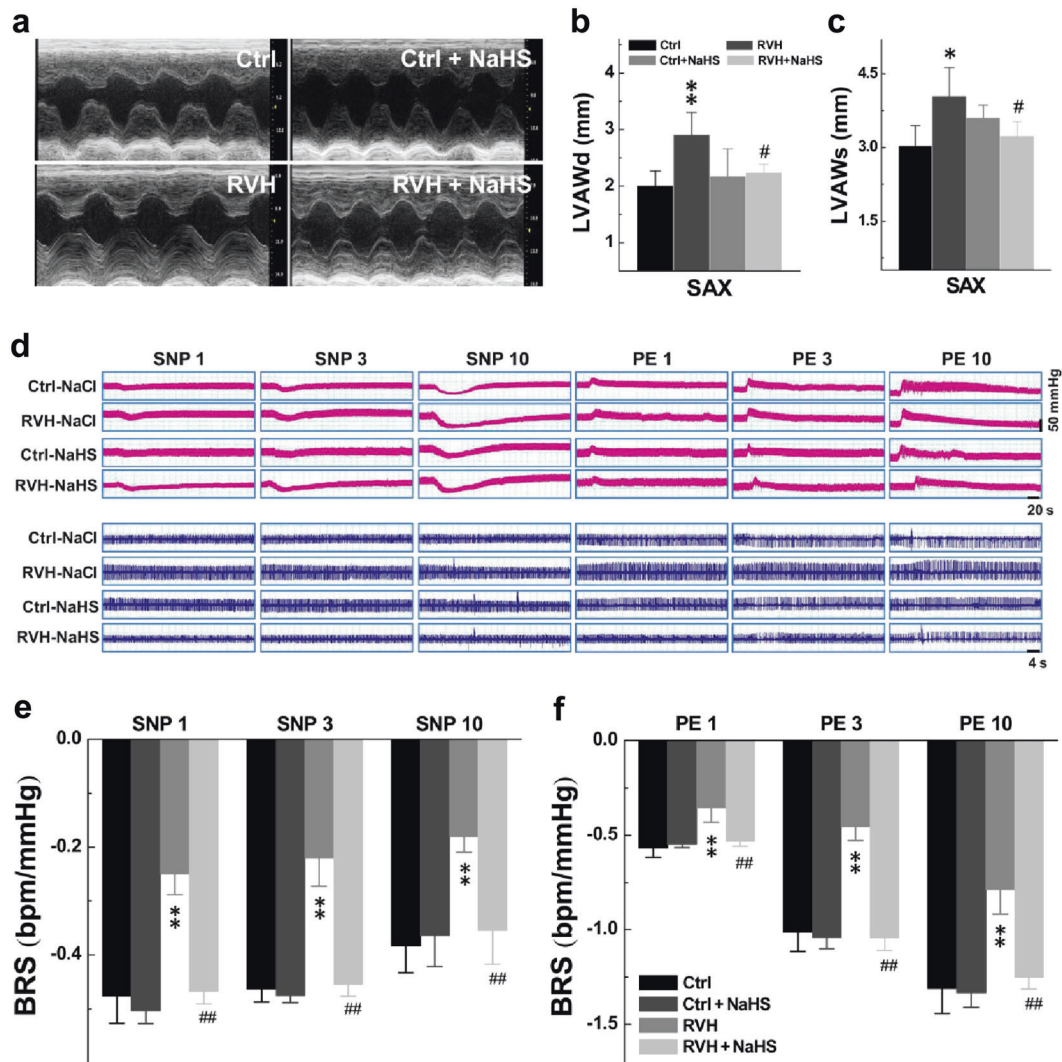 a
Ctrl
Ctrl + NaHS
RVH
RVH + NaHS
b
Ctrl
RVH
Ctrl+NaHS
RVH+NaHS
LVAWd (mm)
4
3
2
1
**
#
SAX
c
LVAWs (mm)
4.5
3.0
1.5
*
#
SAX
d
SNP 1
SNP 3
SNP 10
PE 1
PE 3
PE 10
Ctrl-NaCl
RVH-NaCl
Ctrl-NaHS
RVH-NaHS
50 mmHg
20 s
Ctrl-NaCl
RVH-NaCl
Ctrl-NaHS
RVH-NaHS
4 s
e
SNP 1
SNP 3
SNP 10
BRS (bpm/mmHg)
0.0
-0.2
-0.4
**
##
**
##
**
##
f
PE 1
PE 3
PE 10
BRS (bpm/mmHg)
0.0
-0.5
-1.0
-1.5
**
##
**
##
**
##
Ctrl
Ctrl + NaHS
RVH
RVH + NaHS